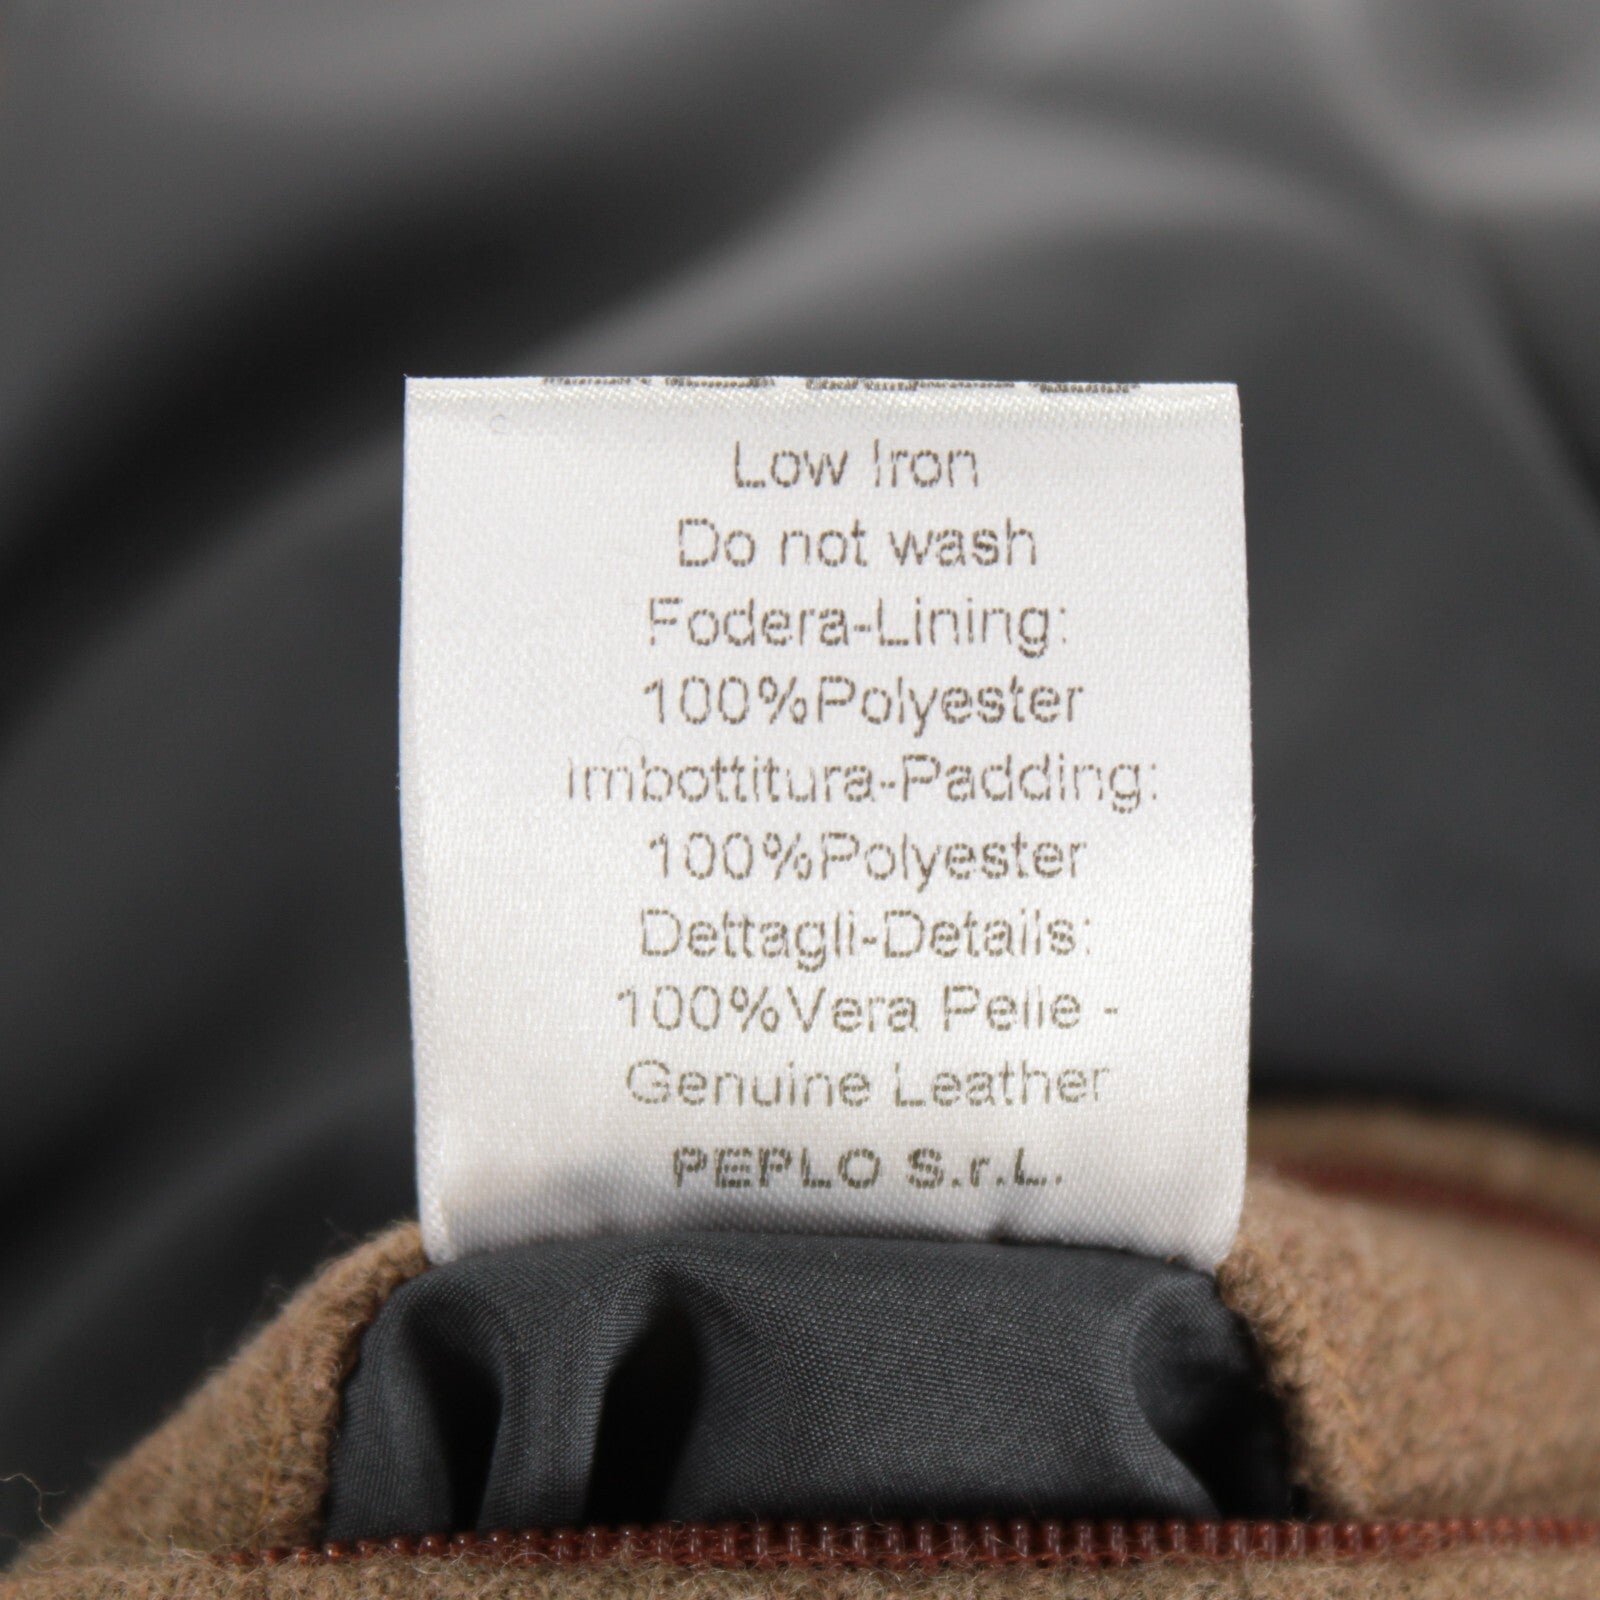 Low Iron
Do not wash
Fodera-Lining:
100%Polyester
Imbottitura-Padding:
100%Polyester
Dettagli-Details:
100%Vera Pelle -
Genuine Leather
PEPLO S.r.L.